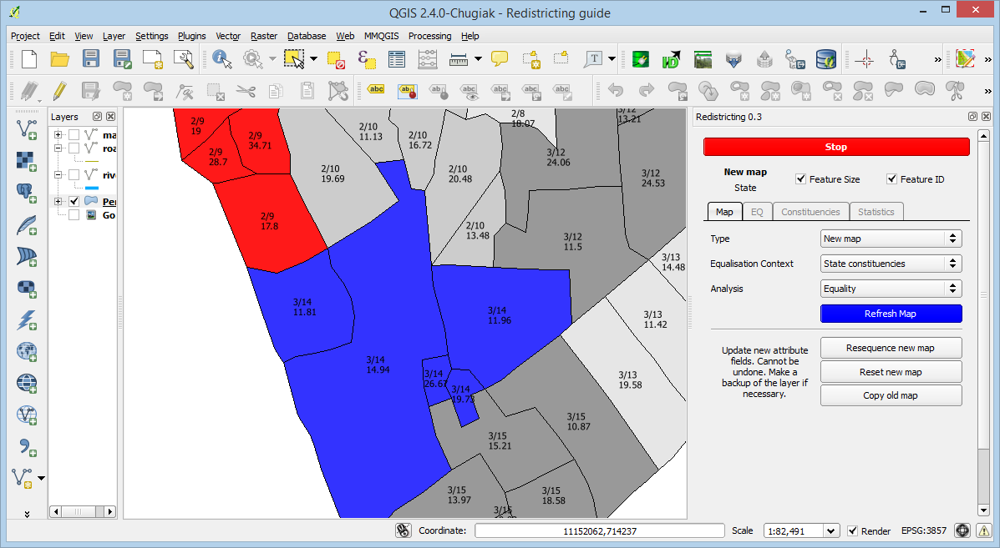 QGIS 2.4.0-Chugiak - Redistricting guide
Project Edit View Layer Settings Plugins Vector Raster Database Web MMQGIS Processing Help
T
abc ab abc abc abc abc abc
Layers
ma
roa
rive
Per
Go
2/9
19
2/9
34.71
2/9
28.7
2/9
17.8
2/10
11.13
2/10
16.72
2/10
19.69
2/10
20.48
2/10
13.48
2/8
18.07
3/12
13.21
3/12
24.06
3/12
24.53
3/12
11.5
3/13
14.48
3/13
11.42
3/13
19.58
3/14
11.81
3/14
11.96
3/14
14.94
3/14
26.67
3/14
19.73
3/15
10.87
3/15
15.21
3/15
13.97
3/15
18.58
3/15
Redistricting 0.3
Stop
New map
State
Feature Size
Feature ID
Map EQ Constituencies Statistics
Type New map
Equalisation Context State constituencies
Analysis Equality
Refresh Map
Update new attribute
fields. Cannot be
undone. Make a
backup of the layer if
necessary.
Resequence new map
Reset new map
Copy old map
Coordinate: 11152062,714237 Scale 1:82,491 Render EPSG:3857